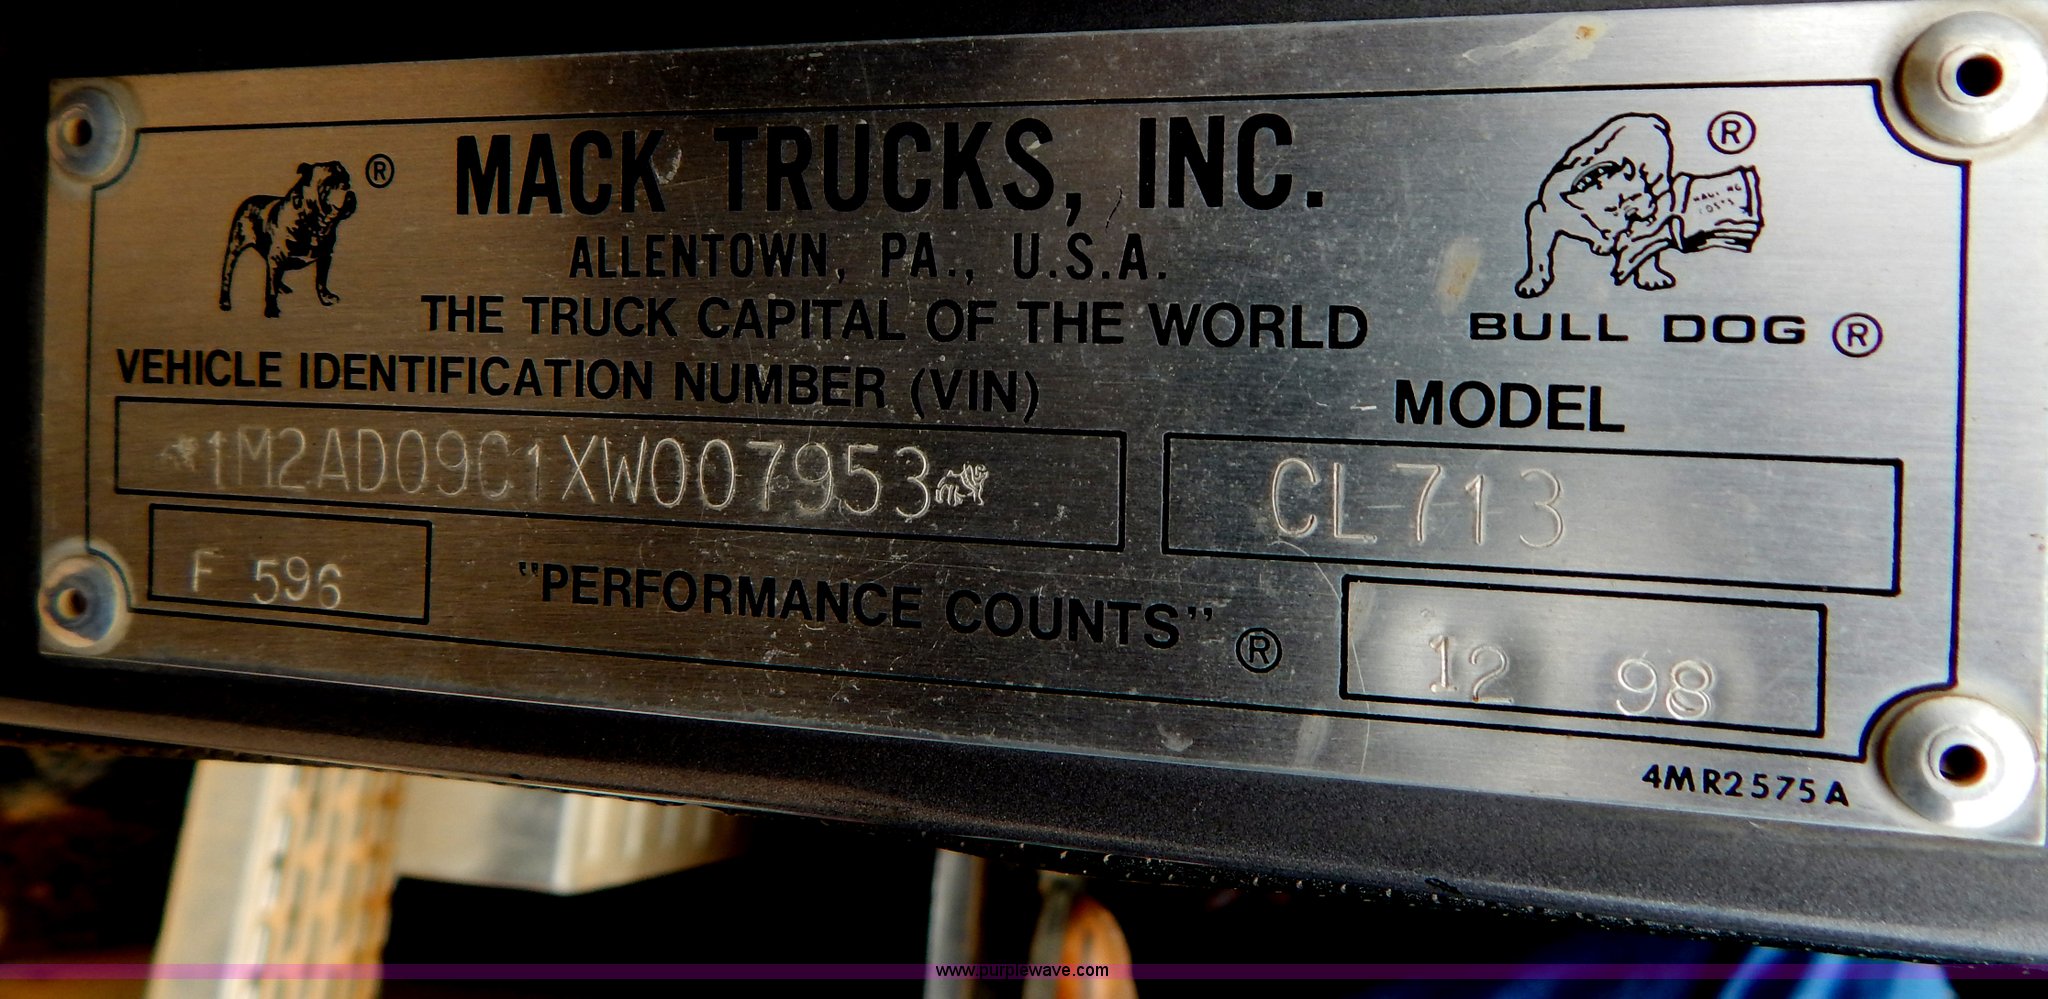 ®
MACK TRUCKS, INC.
®
ALLENTOWN, PA., U.S.A.
THE TRUCK CAPITAL OF THE WORLD
BULL DOG ®
VEHICLE IDENTIFICATION NUMBER (VIN)
MODEL
1M2AD09C1XW007953
CL713
F 596
"PERFORMANCE COUNTS" ®
12 98
4MR2575A
www.purplewave.com